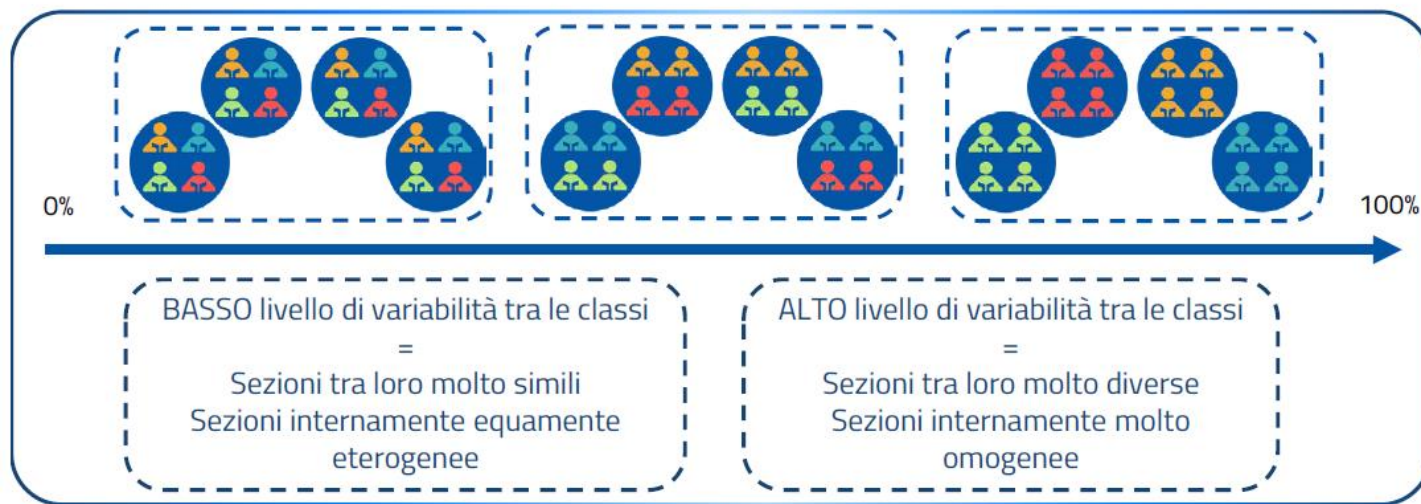 0%
100%
BASSO livello di variabilità tra le classi
=
Sezioni tra loro molto simili
Sezioni internamente equamente
eterogenee
ALTO livello di variabilità tra le classi
=
Sezioni tra loro molto diverse
Sezioni internamente molto
omogenee